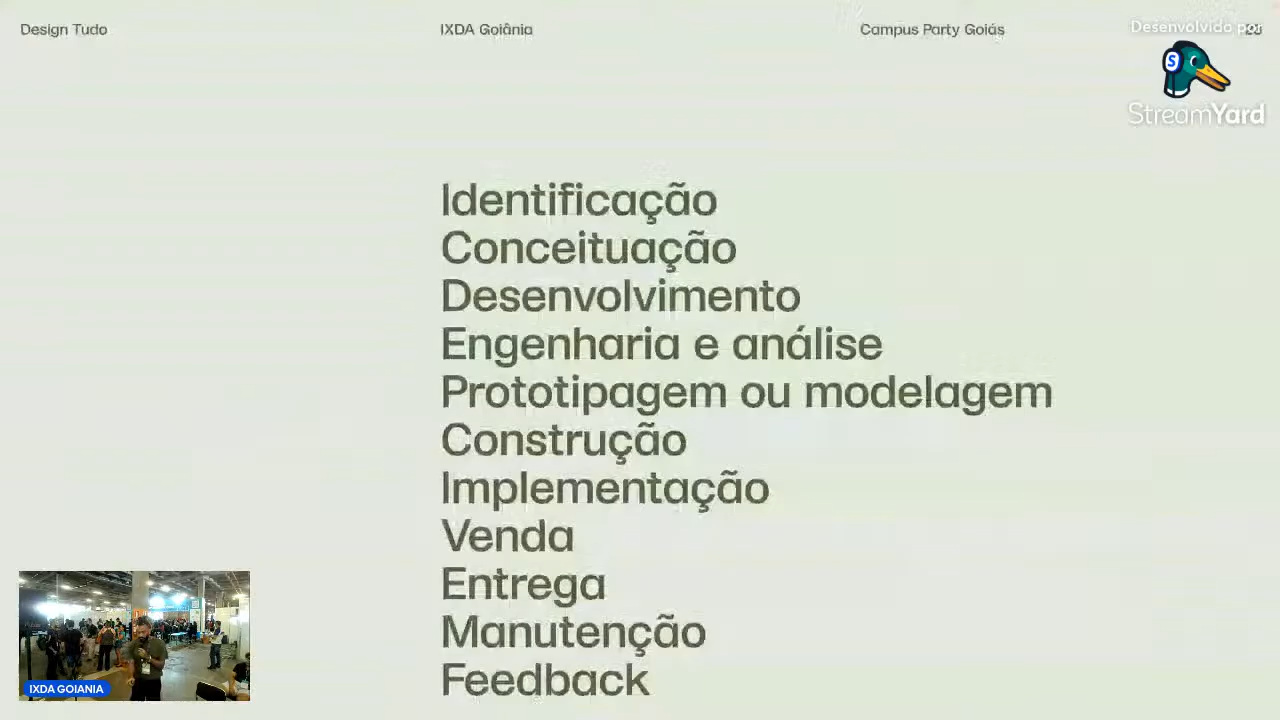 Design Tudo
IXDA Goiânia
Campus Party Goiás
Desenvolvido por
S
StreamYard
Identificação
Conceituação
Desenvolvimento
Engenharia e análise
Prototipagem ou modelagem
Construção
Implementação
Venda
Entrega
Manutenção
Feedback
IXDA GOIANIA